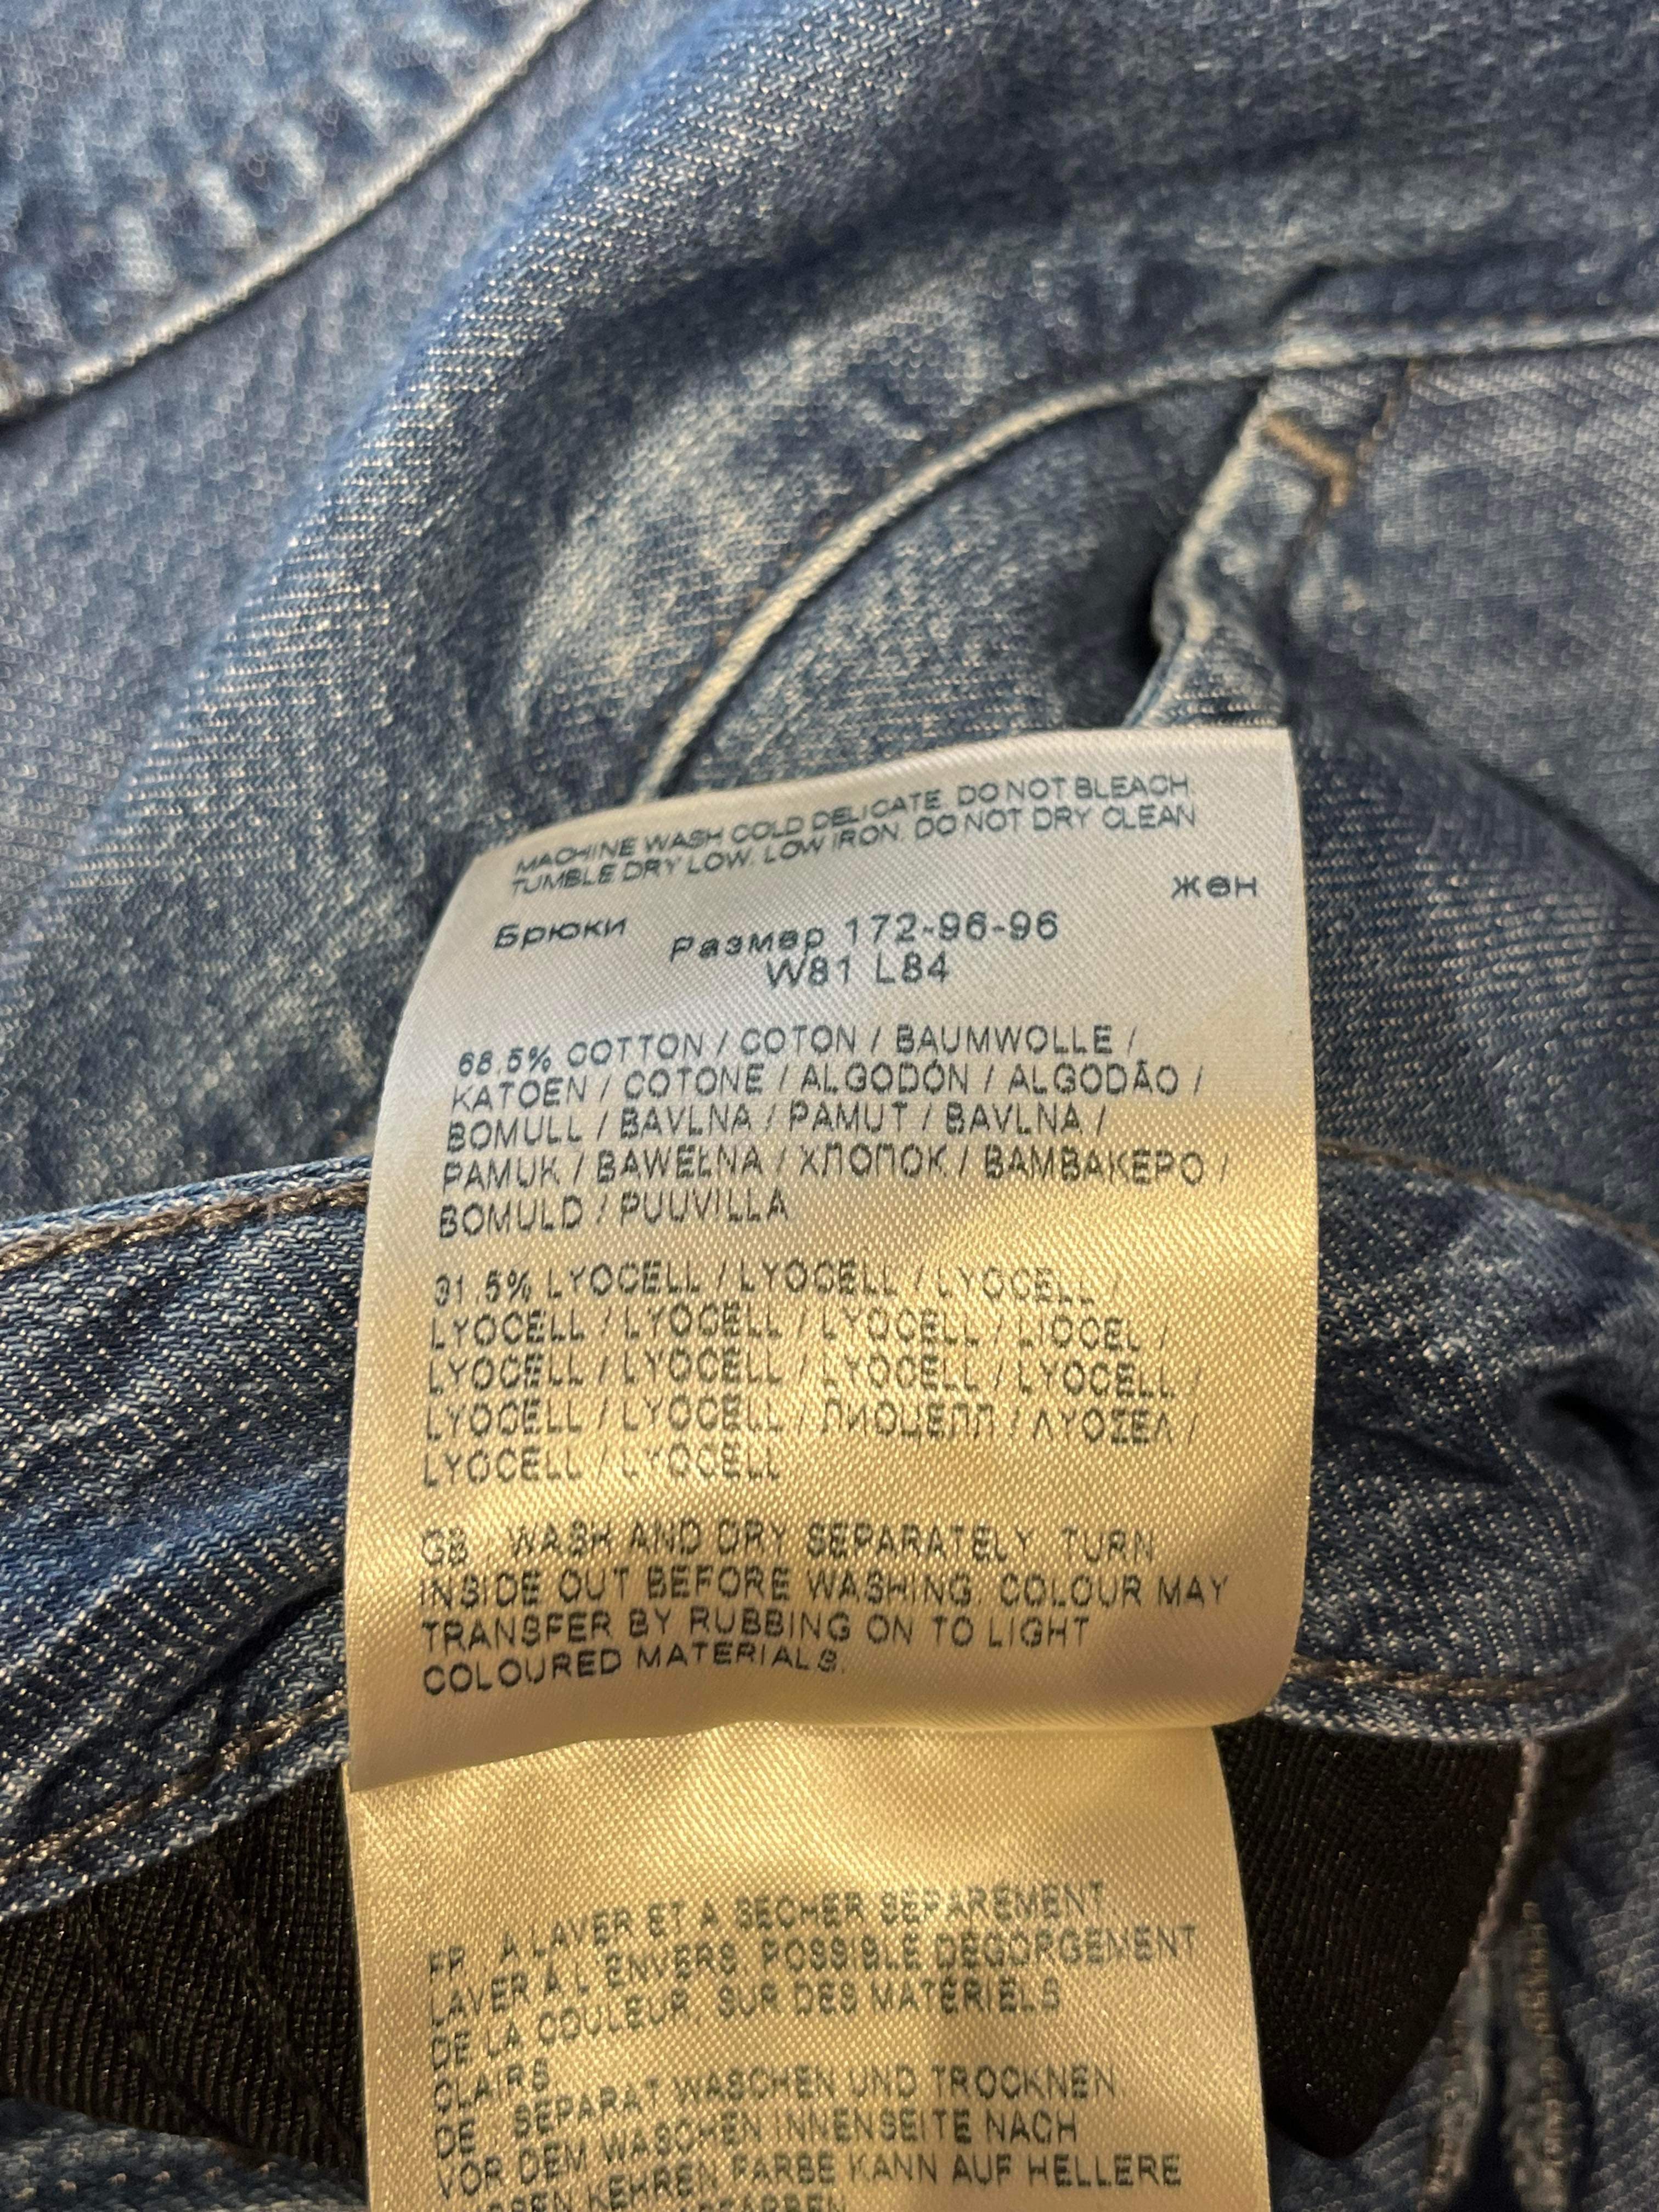 MACHINE WASH COLD DELICATE. DO NOT BLEACH.
TUMBLE DRY LOW. LOW IRON. DO NOT DRY CLEAN
жен
Брюки Размер 172-96-96
W81 L84
68.5% COTTON / COTON / BAUMWOLLE /
KATOEN / COTONE / ALGODÓN / ALGODÃO /
BOMULL / BAVLNA / PAMUT / BAVLNA /
PAMUK / BAWEŁNA / ХЛОПОК / ΒΑΜΒΑΚΕΡΟ /
BOMULD / PUUVILLA
31.5% LYOCELL / LYOCELL / LYOCELL /
LYOCELL / LYOCELL / LYOCELL / LIOCEL /
LYOCELL / LYOCELL / LYOCELL / LYOCELL /
LYOCELL / LYOCELL / ЛИОЦЕЛЛ / ΛΥΟΣΕΛ /
LYOCELL / LYOCELL
GB . WASH AND DRY SEPARATELY. TURN
INSIDE OUT BEFORE WASHING. COLOUR MAY
TRANSFER BY RUBBING ON TO LIGHT
COLOURED MATERIALS.
FR . A LAVER ET A SECHER SEPAREMENT.
LAVER À L'ENVERS. POSSIBLE DÉGORGEMENT
DE LA COULEUR. SUR DES MATÉRIELS
CLAIRS
DE . SEPARAT WASCHEN UND TROCKNEN.
VOR DEM WASCHEN INNENSEITE NACH
KEHREN. FARBE KANN AUF HELLERE